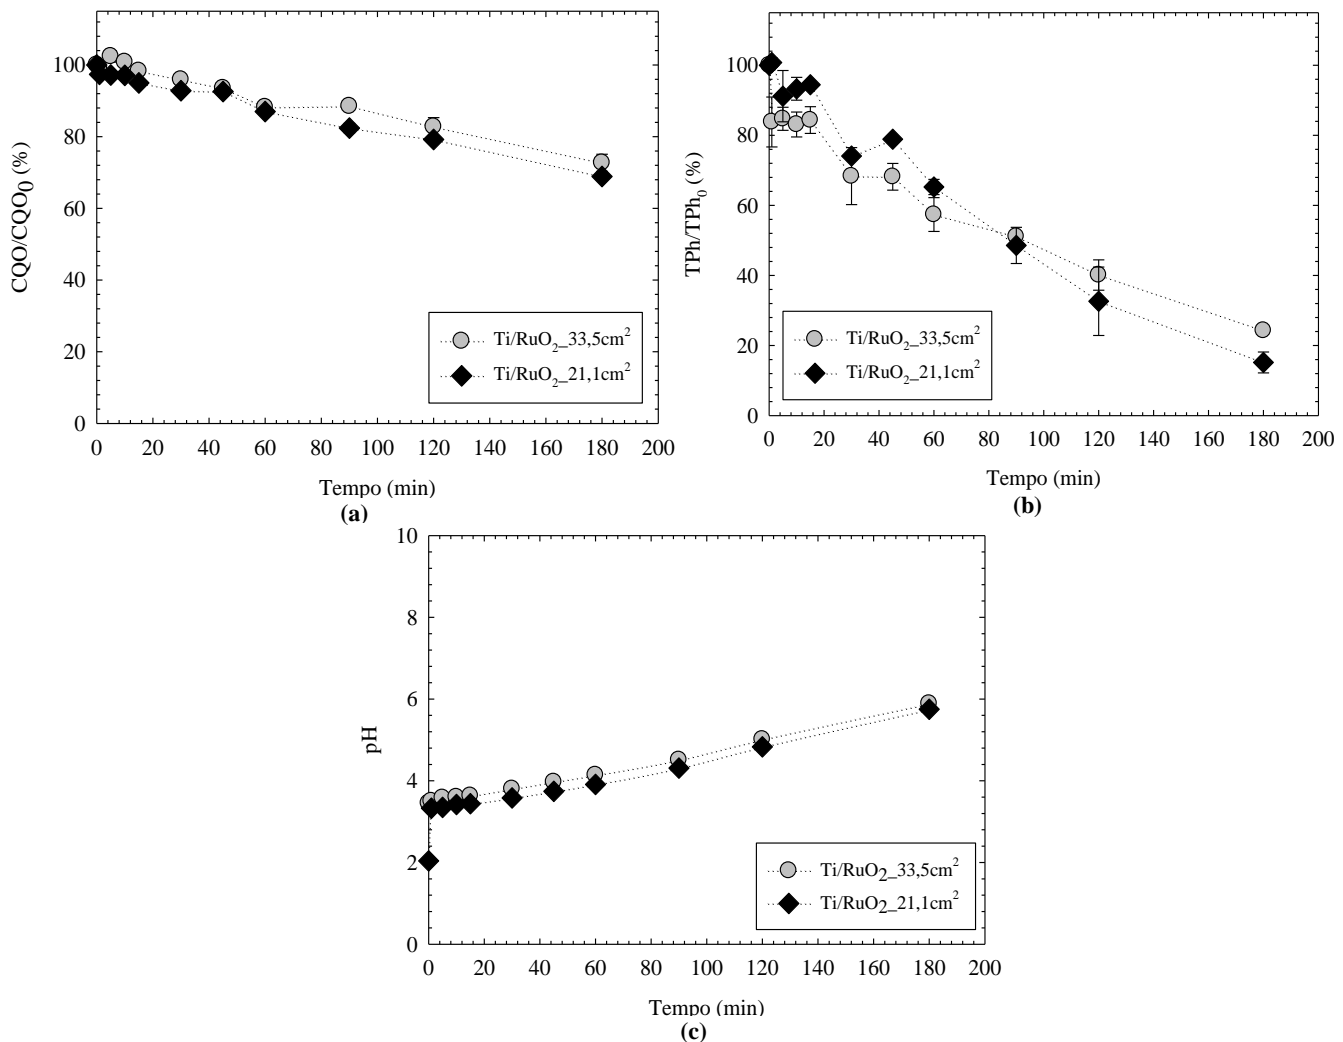 CQO/CQO0 (%)
100
80
60
40
20
0
Ti/RuO2_33,5cm2
Ti/RuO2_21,1cm2
0 20 40 60 80 100 120 140 160 180 200
Tempo (min)
(a)
TPh/TPh0 (%)
100
80
60
40
20
0
Ti/RuO2_33,5cm2
Ti/RuO2_21,1cm2
0 20 40 60 80 100 120 140 160 180 200
Tempo (min)
(b)
pH
10
8
6
4
2
0
Ti/RuO2_33,5cm2
Ti/RuO2_21,1cm2
0 20 40 60 80 100 120 140 160 180 200
Tempo (min)
(c)